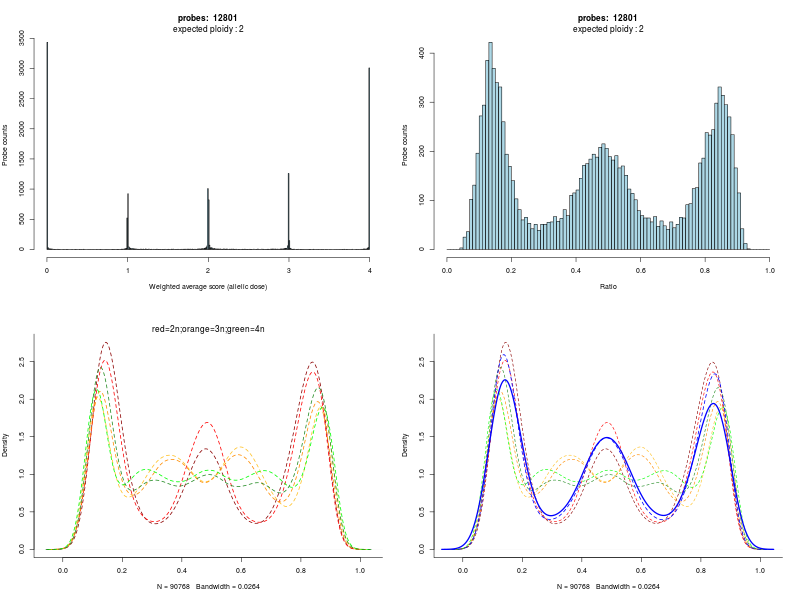 probes: 12801
expected ploidy : 2
Probe counts
3500
3000
2500
2000
1500
1000
500
0
0 1 2 3 4
Weighted average score (allelic dose)
probes: 12801
expected ploidy : 2
Probe counts
400
300
200
100
0
0.0 0.2 0.4 0.6 0.8 1.0
Ratio
red=2n;orange=3n;green=4n
Density
2.5
2.0
1.5
1.0
0.5
0.0
0.0 0.2 0.4 0.6 0.8 1.0
N = 90768 Bandwidth = 0.0264
Density
2.5
2.0
1.5
1.0
0.5
0.0
0.0 0.2 0.4 0.6 0.8 1.0
N = 90768 Bandwidth = 0.0264